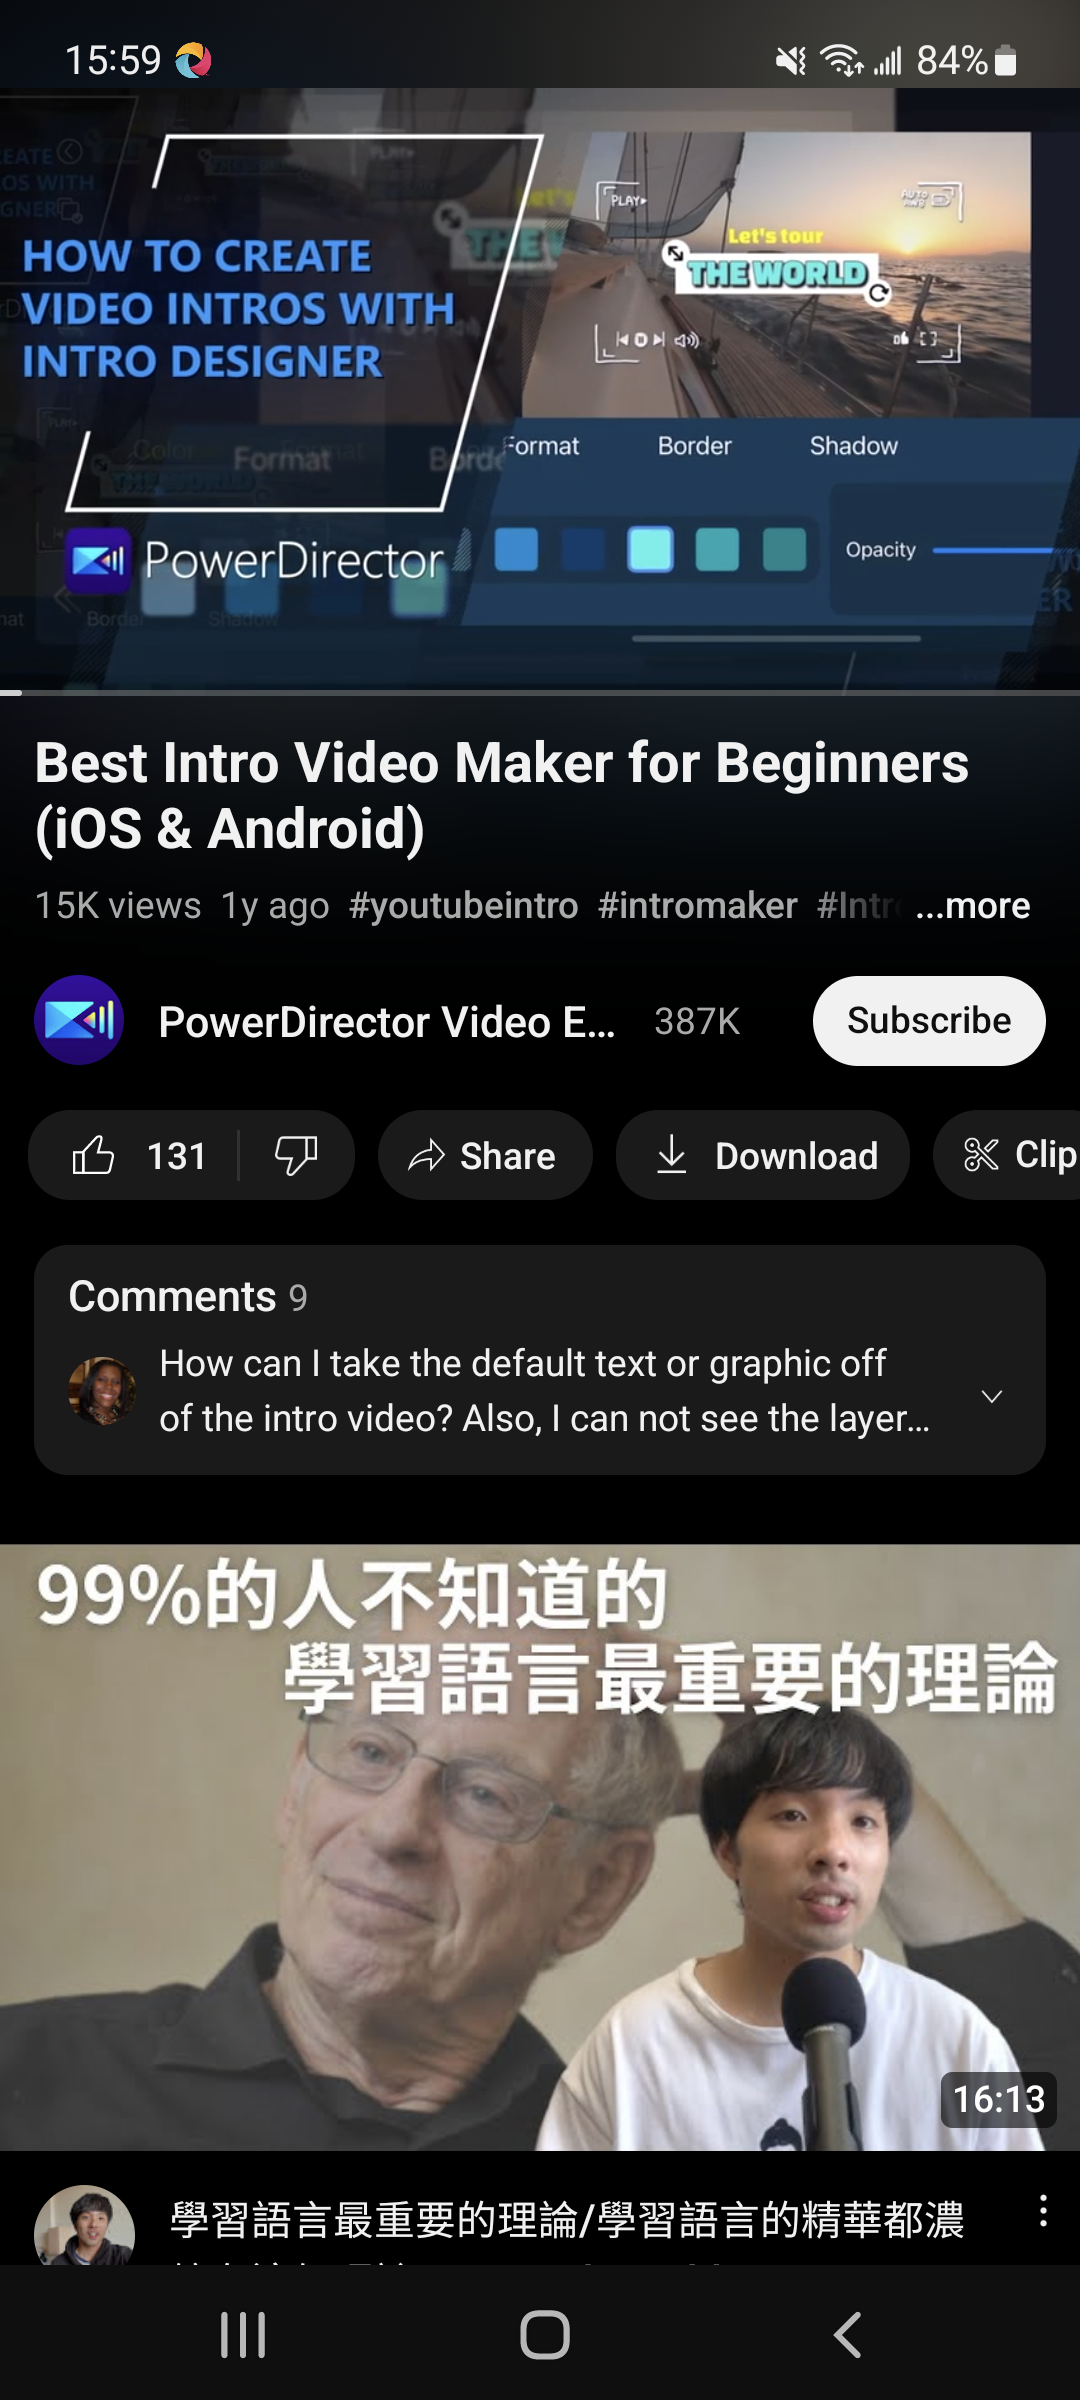 15:59
84%
HOW TO CREATE
VIDEO INTROS WITH
INTRO DESIGNER
PLAY
AUTO
Let's tour
THE WORLD
Format
Border
Shadow
Color
Format
PowerDirector
Opacity
Border
Shadow
Best Intro Video Maker for Beginners
(iOS & Android)
15K views 1y ago #youtubeintro #intromaker #Intr ...more
PowerDirector Video E... 387K
Subscribe
131
Share
Download
Clip
Comments 9
How can I take the default text or graphic off
of the intro video? Also, I can not see the layer...
99%的人不知道的
學習語言最重要的理論
16:13
學習語言最重要的理論/學習語言的精華都濃